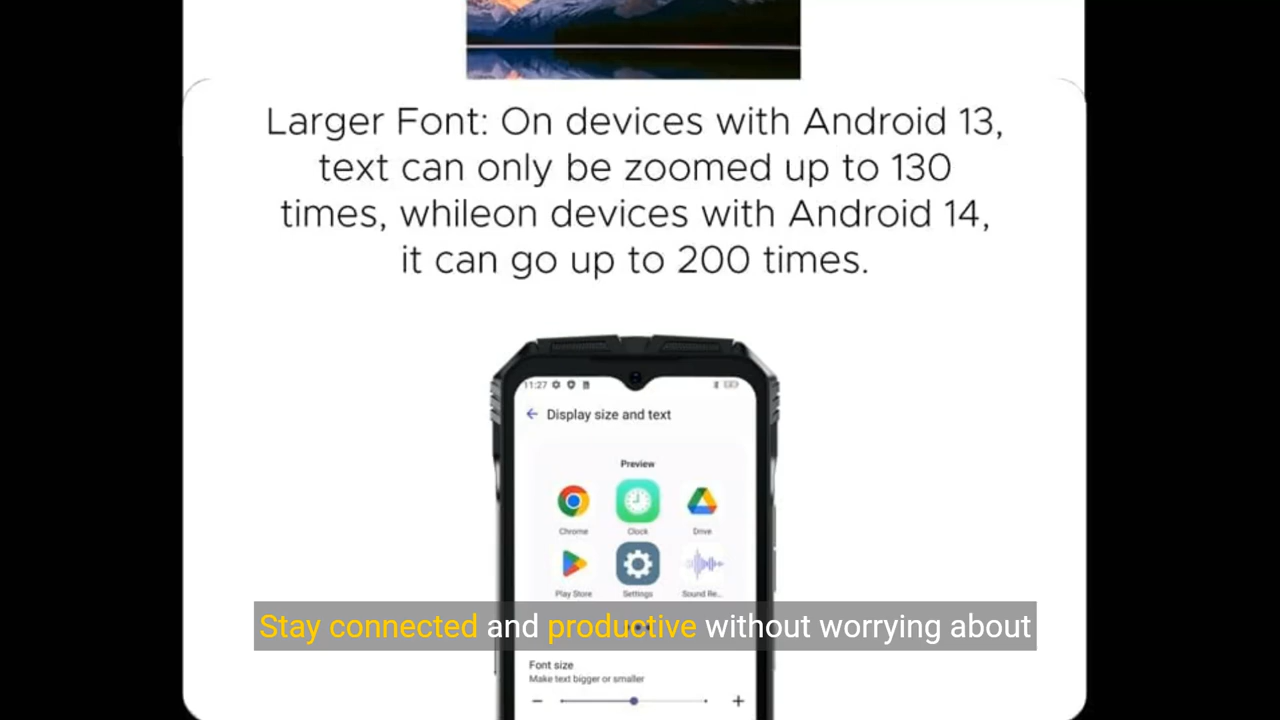 Larger Font: On devices with Android 13,
text can only be zoomed up to 130
times, whileon devices with Android 14,
it can go up to 200 times.
11:27
Display size and text
Preview
Chrome Clock Drive
Play Store Settings Sound Re...
Stay connected and productive without worrying about
Font size
Make text bigger or smaller